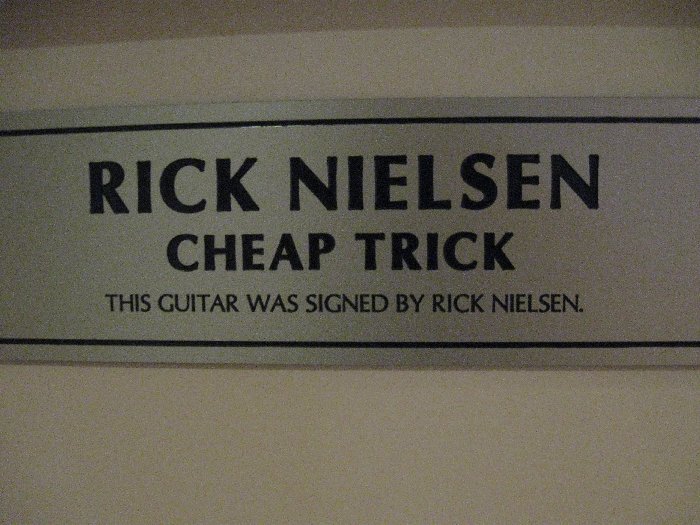 RICK NIELSEN
CHEAP TRICK
THIS GUITAR WAS SIGNED BY RICK NIELSEN.